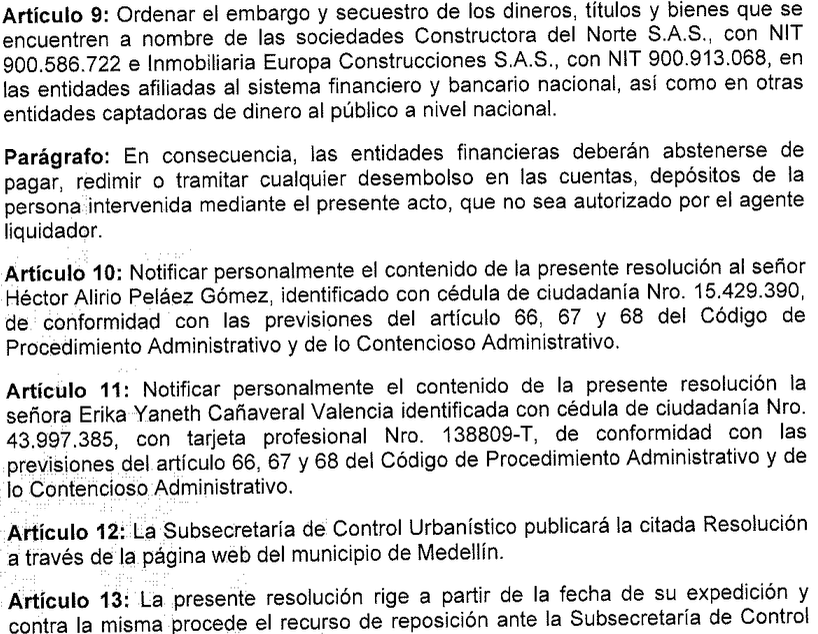 Artículo 9: Ordenar el embargo y secuestro de los dineros, títulos y bienes que se
encuentren a nombre de las sociedades Constructora del Norte S.A.S., con NIT
900.586.722 e Inmobiliaria Europa Construcciones S.A.S., con NIT 900.913.068, en
las entidades afiliadas al sistema financiero y bancario nacional, así como en otras
entidades captadoras de dinero al público a nivel nacional.
Parágrafo: En consecuencia, las entidades financieras deberán abstenerse de
pagar, redimir o tramitar cualquier desembolso en las cuentas, depósitos de la
persona intervenida mediante el presente acto, que no sea autorizado por el agente
liquidador.
Artículo 10: Notificar personalmente el contenido de la presente resolución al señor
Héctor Alirio Peláez Gómez, identificado con cédula de ciudadanía Nro. 15.429.390,
de conformidad con las previsiones del artículo 66, 67 y 68 del Código de
Procedimiento Administrativo y de lo Contencioso Administrativo.
Artículo 11: Notificar personalmente el contenido de la presente resolución la
señora Erika Yaneth Cañaveral Valencia identificada con cédula de ciudadanía Nro.
43.997.385, con tarjeta profesional Nro. 138809-T, de conformidad con las
previsiones del artículo 66, 67 y 68 del Código de Procedimiento Administrativo y de
lo Contencioso Administrativo.
Artículo 12: La Subsecretaría de Control Urbanístico publicará la citada Resolución
a través de la página web del municipio de Medellín.
Artículo 13: La presente resolución rige a partir de la fecha de su expedición y
contra la misma procede el recurso de reposición ante la Subsecretaría de Control